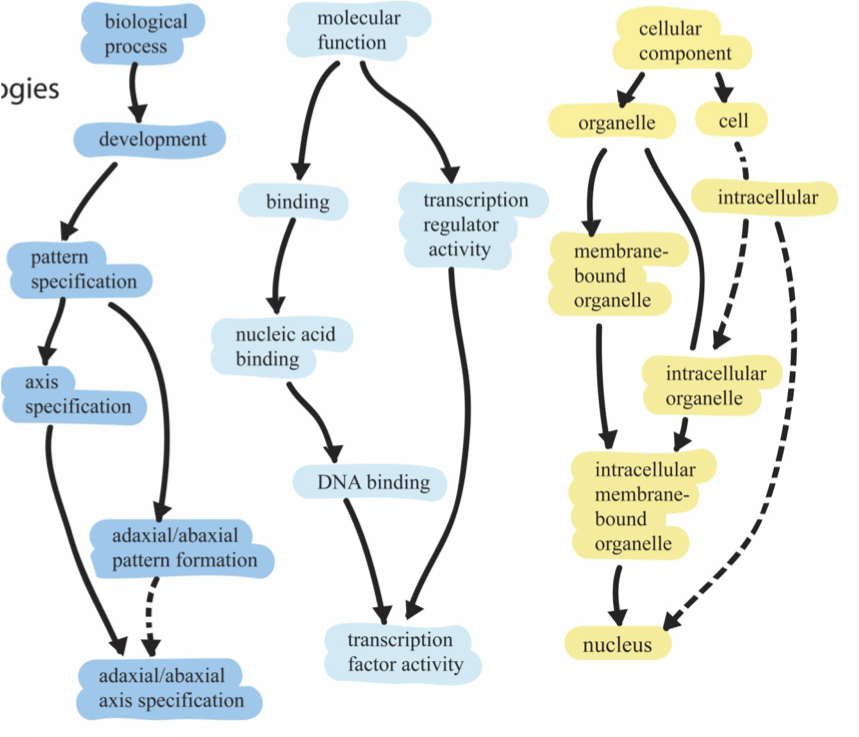 biological
process
molecular
function
cellular
component
development
organelle
cell
binding
transcription
regulator
activity
intracellular
pattern
specification
membrane-
bound
organelle
nucleic acid
binding
axis
specification
intracellular
organelle
DNA binding
intracellular
membrane-
bound
organelle
adaxial/abaxial
pattern formation
transcription
factor activity
nucleus
adaxial/abaxial
axis specification